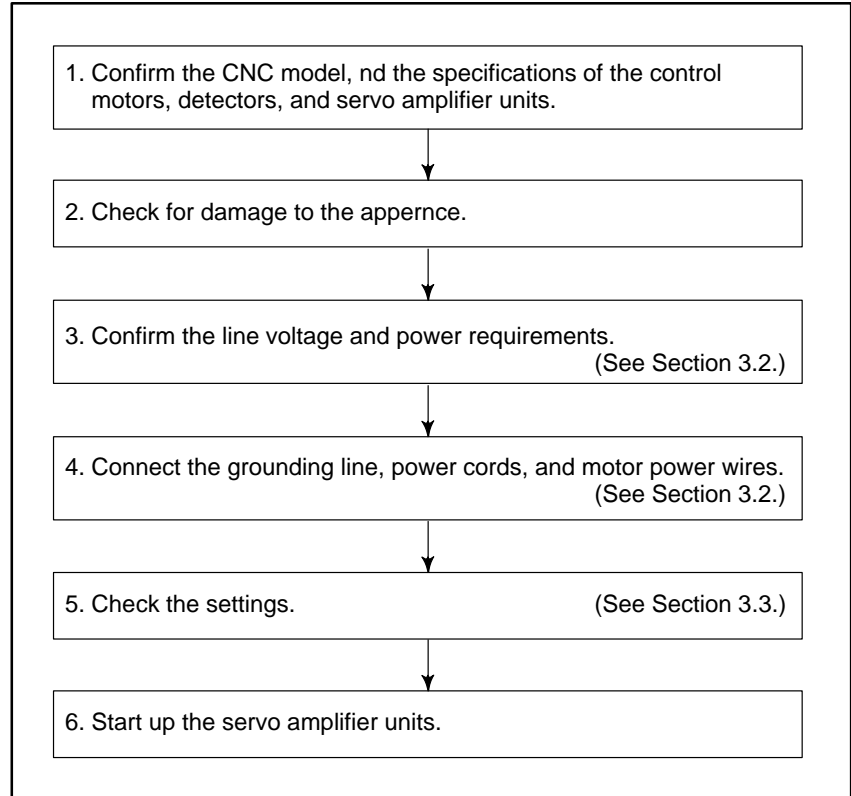 1. Confirm the CNC model, nd the specifications of the control
motors, detectors, and servo amplifier units.
2. Check for damage to theappernce.
3. Confirm the line voltage and power requirements.
(See Section 3.2.)
4. Connect the grounding line, power cords, and motor power wires.
(See Section 3.2.)
5. Check the settings. (See Section 3.3.)
6. Start up the servo amplifier units.